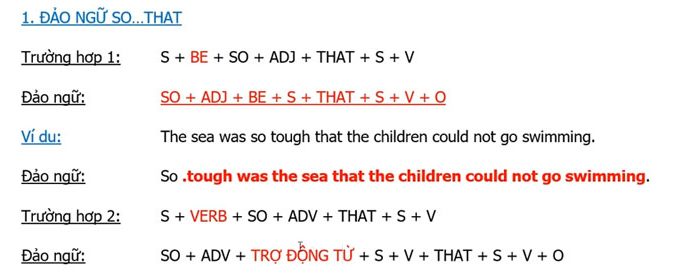 1. ĐẢO NGỮ SO…THAT
Trường hơp 1: S + BE + SO + ADJ + THAT + S + V
Đảo ngữ: SO + ADJ + BE + S + THAT + S + V + O
Ví du: The sea was so tough that the children could not go swimming.
Đảo ngữ: So .tough was the sea that the children could not go swimming.
Trường hơp 2: S + VERB + SO + ADV + THAT + S + V
Đảo ngữ: SO + ADV + TRỢ ĐỘNG TỪ + S + V + THAT + S + V + O